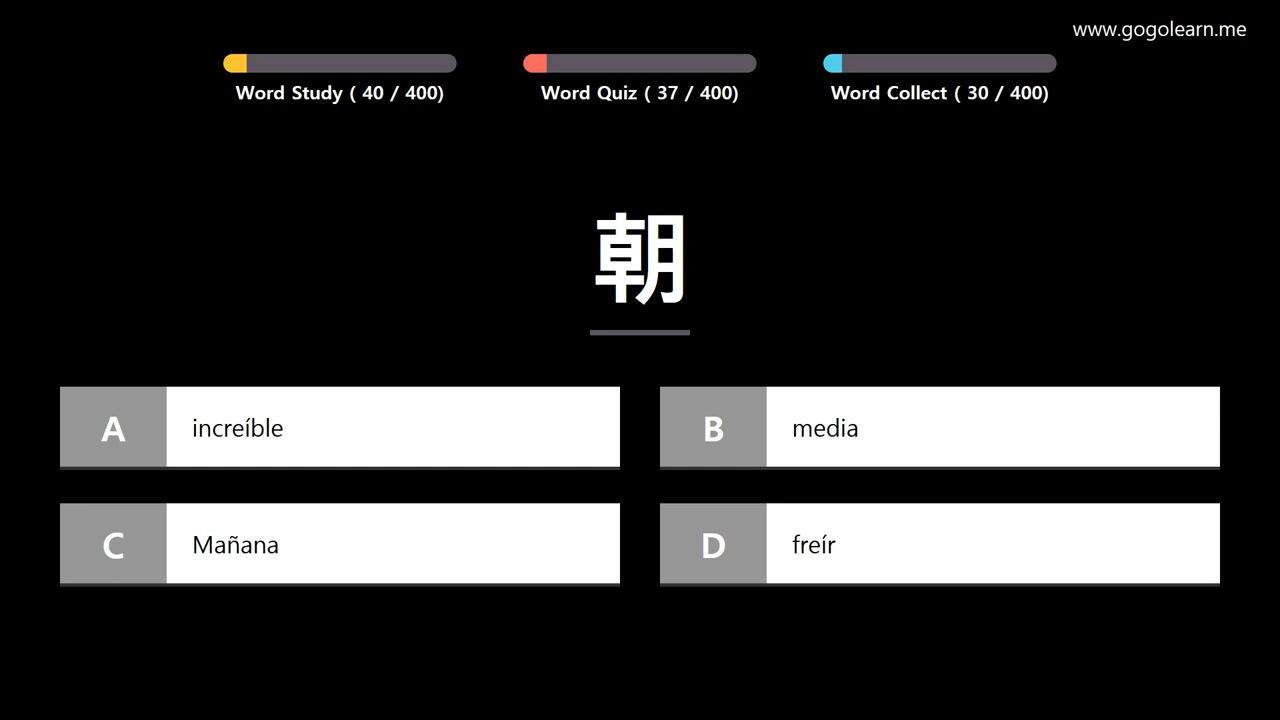 www.gogolearn.me
Word Study ( 40 / 400)
Word Quiz ( 37 / 400)
Word Collect ( 30 / 400)
朝
A increíble
B media
C Mañana
D freír